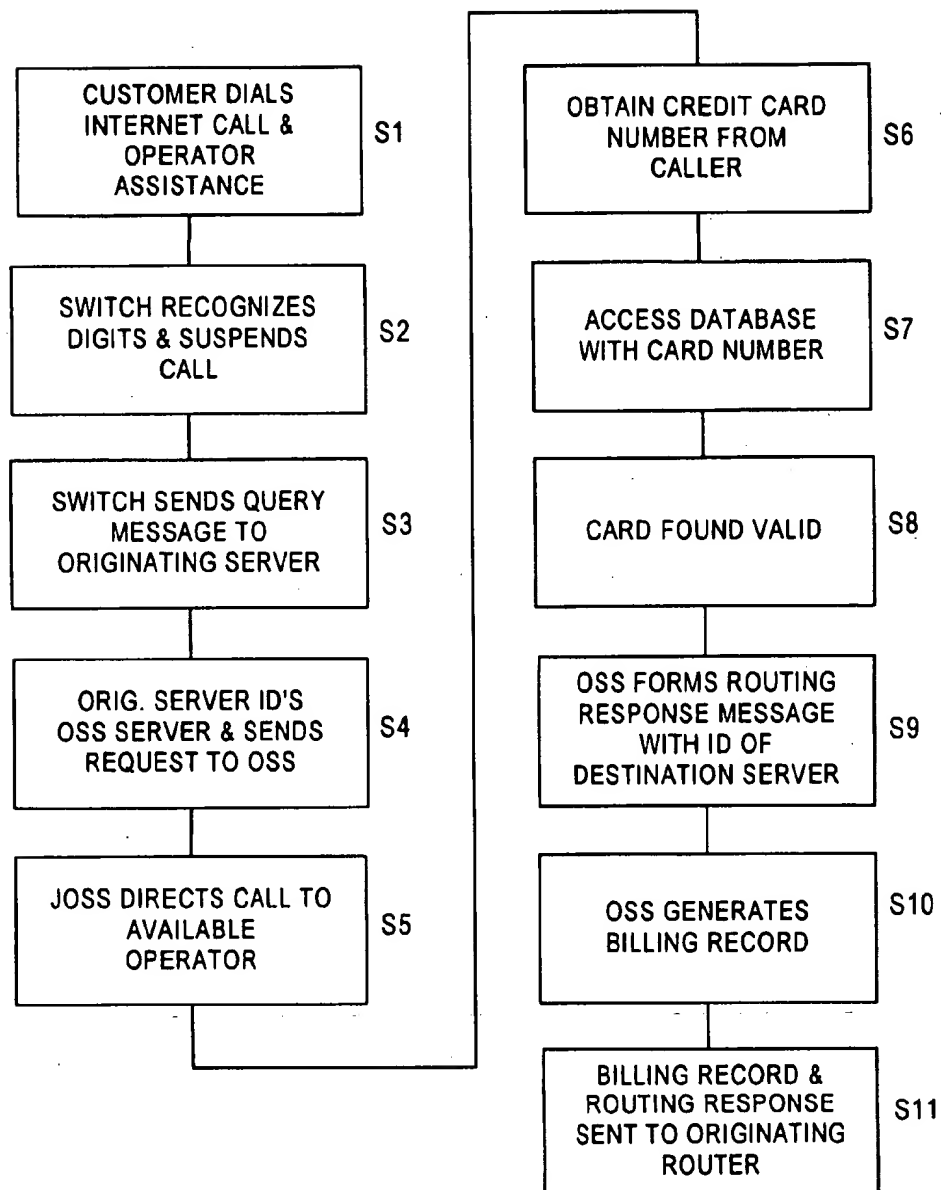 CUSTOMER DIALS
INTERNET CALL &
OPERATOR
ASSISTANCE
S1
SWITCH RECOGNIZES
DIGITS & SUSPENDS
CALL
S2
SWITCH SENDS QUERY
MESSAGE TO
ORIGINATING SERVER
S3
ORIG. SERVER ID'S
OSS SERVER & SENDS
REQUEST TO OSS
S4
JOSS DIRECTS CALL TO
AVAILABLE
OPERATOR
S5
OBTAIN CREDIT CARD
NUMBER FROM
CALLER
S6
ACCESS DATABASE
WITH CARD NUMBER
S7
CARD FOUND VALID
S8
OSS FORMS ROUTING
RESPONSE MESSAGE
WITH ID OF
DESTINATION SERVER
S9
OSS GENERATES
BILLING RECORD
S10
BILLING RECORD &
ROUTING RESPONSE
SENT TO ORIGINATING
ROUTER
S11